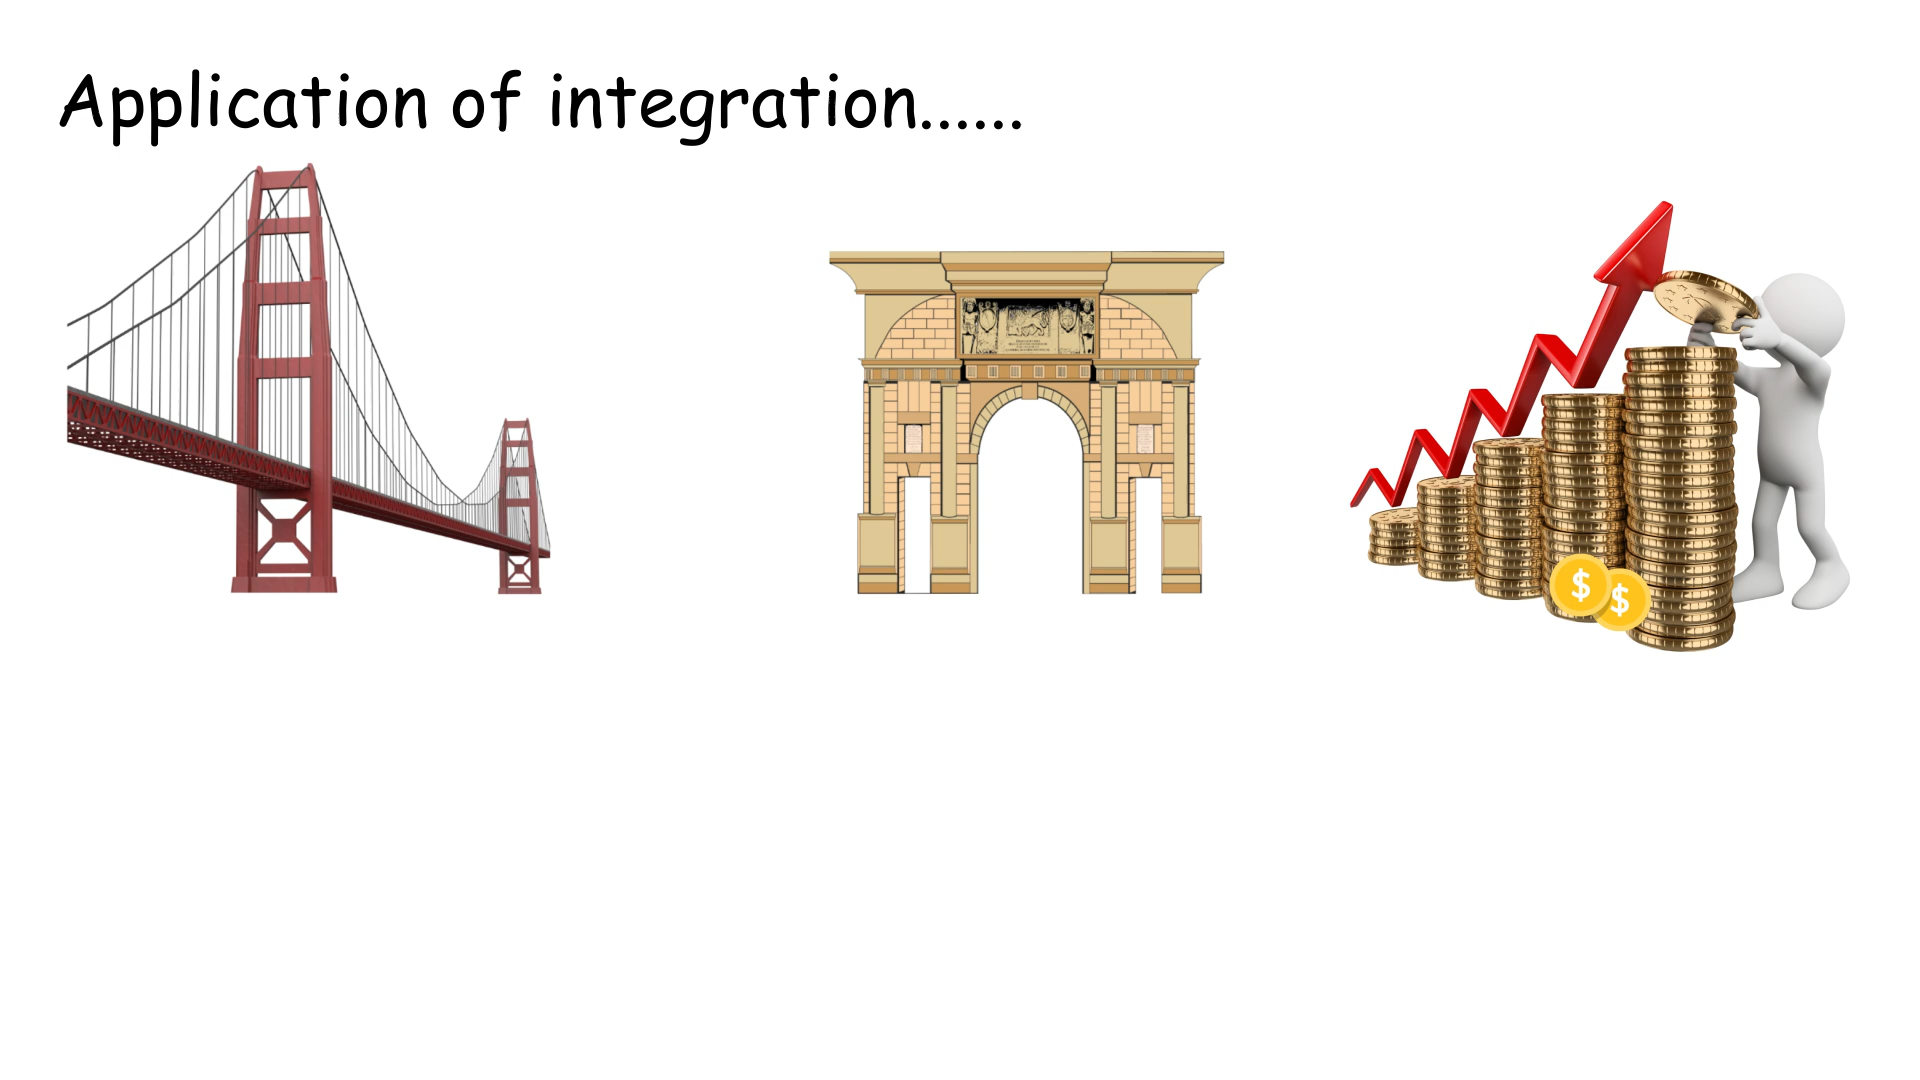 Application of integration......
$
$